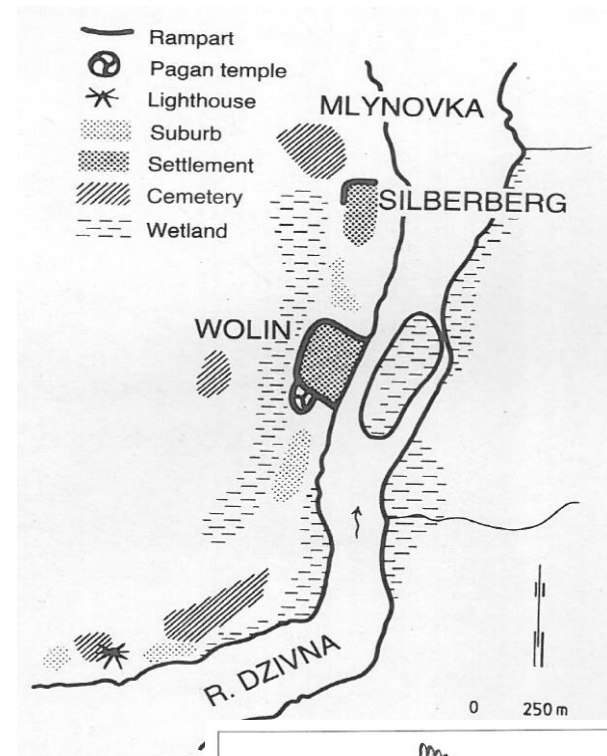 Rampart
Pagan temple
Lighthouse
Suburb
Settlement
Cemetery
Wetland
MLYNOVKA
SILBERBERG
WOLIN
R. DZIVNA
0 250 m